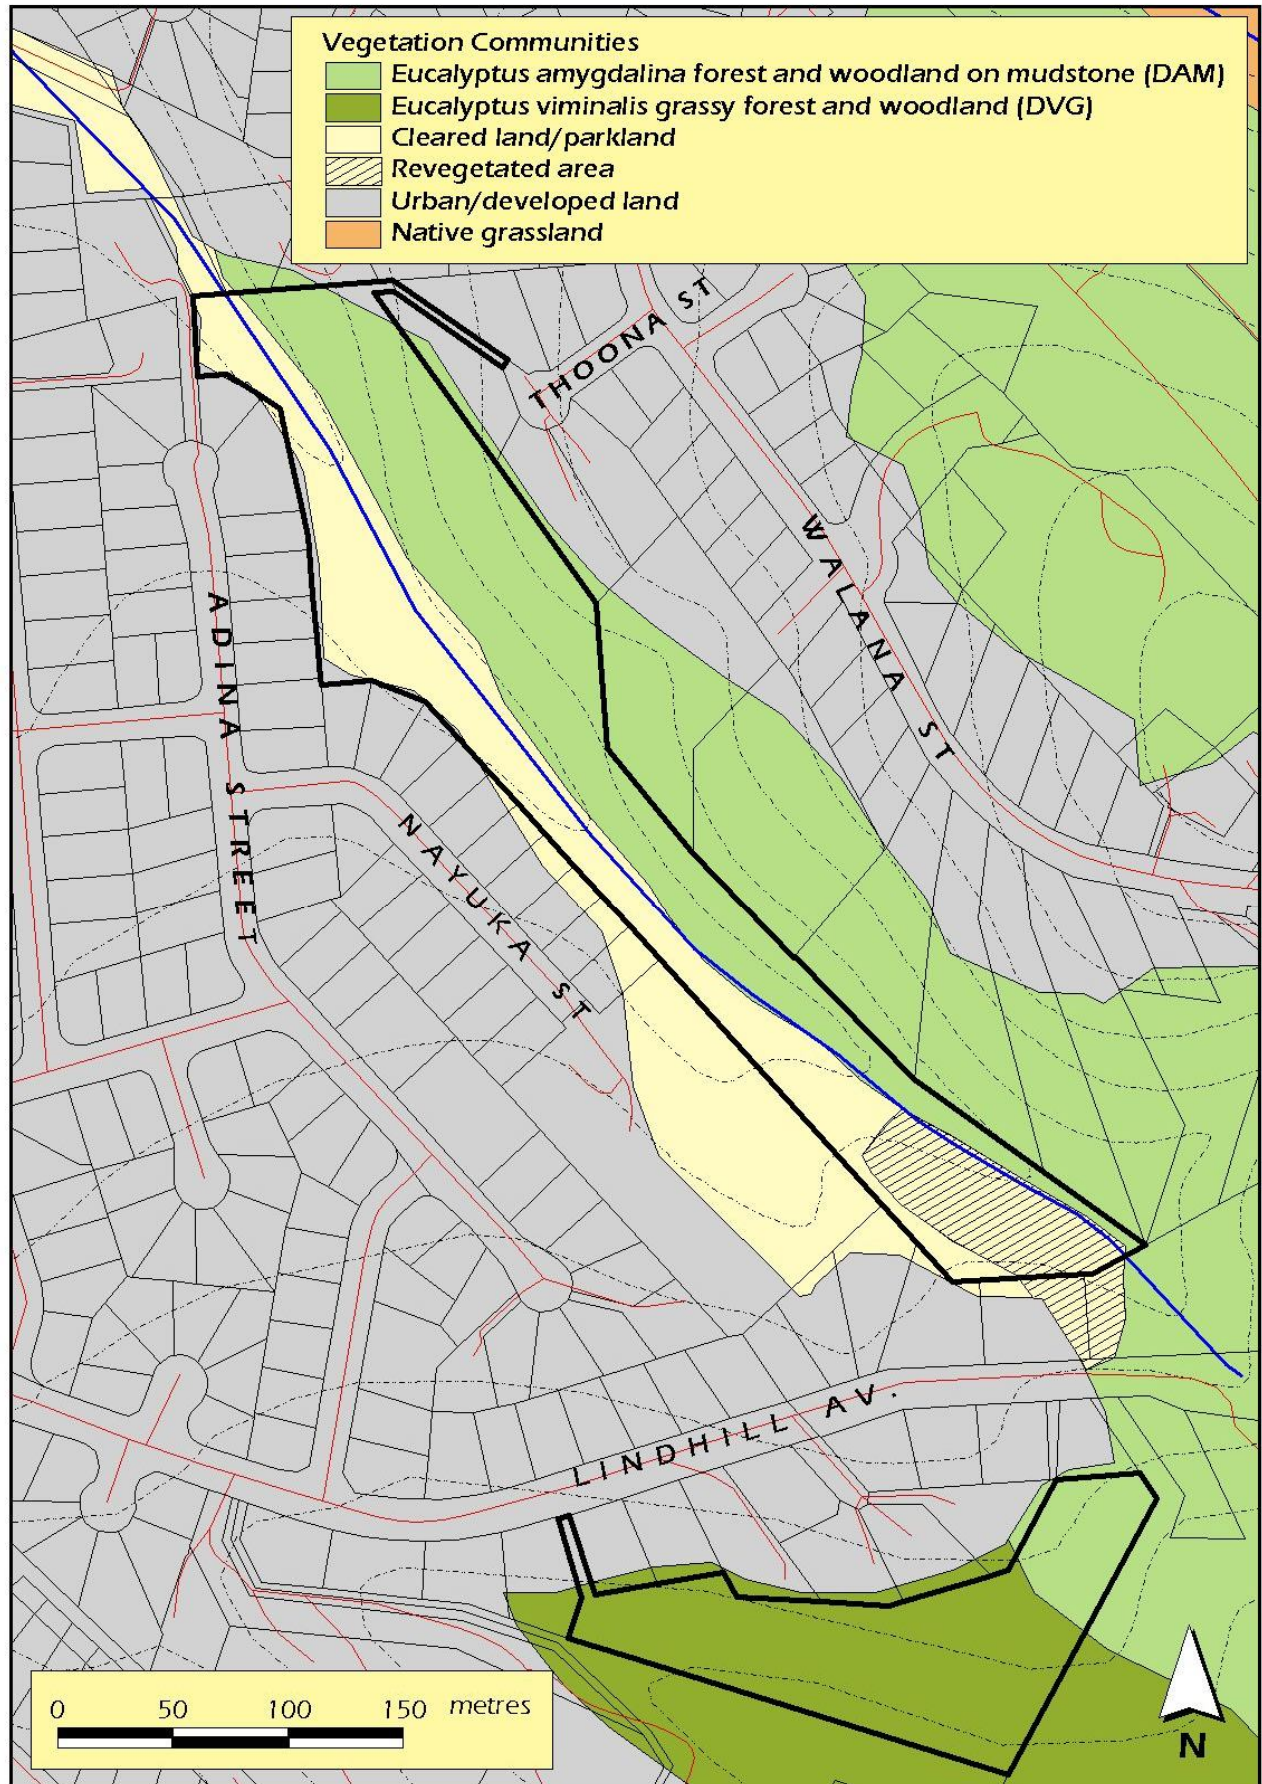 Vegetation Communities
Eucalyptus amygdalina forest and woodland on mudstone (DAM)
Eucalyptus viminalis grassy forest and woodland (DVG)
Cleared land/parkland
Revegetated area
Urban/developed land
Native grassland
THOONA ST
WALANA ST
ADINA STREET
NAYUKA ST
LINDHILL AV.
0 50 100 150 metres
N